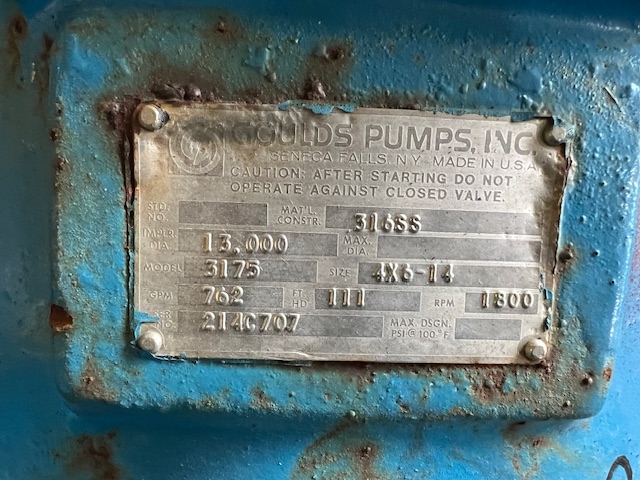 GOULDS PUMPS, INC.
SENECA FALLS, N.Y. MADE IN U.S.A.
CAUTION: AFTER STARTING DO NOT
OPERATE AGAINST CLOSED VALVE.
STD. NO. MAT'L. CONSTR. 316SS
IMPLR DIA. 13.000 MAX. DIA.
MODEL 3175 SIZE 4X6-14
GPM 762 FT. HD 111 RPM 1800
SER. NO. 214C707 MAX. DSGN. PSI @ 100°F.